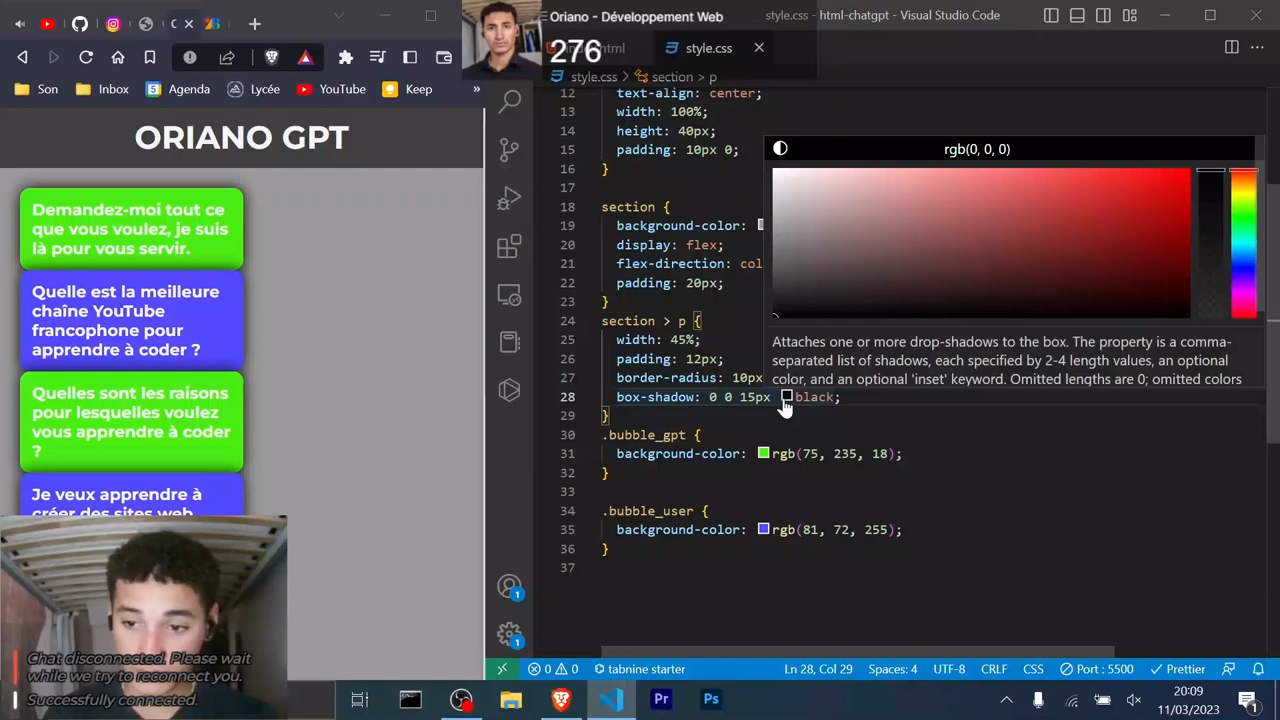 Oriano - Développement Web
276
style.css - html-chatgpt - Visual Studio Code
style.css
style.css > section > p
Son
Inbox
Agenda
Lycée
YouTube
Keep
»
ORIANO GPT
Demandez-moi tout ce
que vous voulez, je suis
là pour vous servir.
Quelle est la meilleure
chaîne YouTube
francophone pour
apprendre à coder ?
Quelles sont les raisons
pour lesquelles voulez
vous apprendre à coder
?
Je veux apprendre à
créer des sites web
Chat disconnected. Please wait
while we try to reconnect you.
Successfully connected.
12 text-align: center;
13 width: 100%;
14 height: 40px;
15 padding: 10px 0;
16 }
17
18 section {
19 background-color:
20 display: flex;
21 flex-direction: col
22 padding: 20px;
23 }
24 section > p {
25 width: 45%;
26 padding: 12px;
27 border-radius: 10px
28 box-shadow: 0 0 15px black;
29 }
30 .bubble_gpt {
31 background-color: rgb(75, 235, 18);
32 }
33
34 .bubble_user {
35 background-color: rgb(81, 72, 255);
36 }
37
rgb(0, 0, 0)
Attaches one or more drop-shadows to the box. The property is a comma-
separated list of shadows, each specified by 2-4 length values, an optional
color, and an optional 'inset' keyword. Omitted lengths are 0; omitted colors
1
1
0 0 tabnine starter Ln 28, Col 29 Spaces: 4 UTF-8 CRLF CSS Port : 5500 Prettier
Pr
Ps
20:09
11/03/2023
1